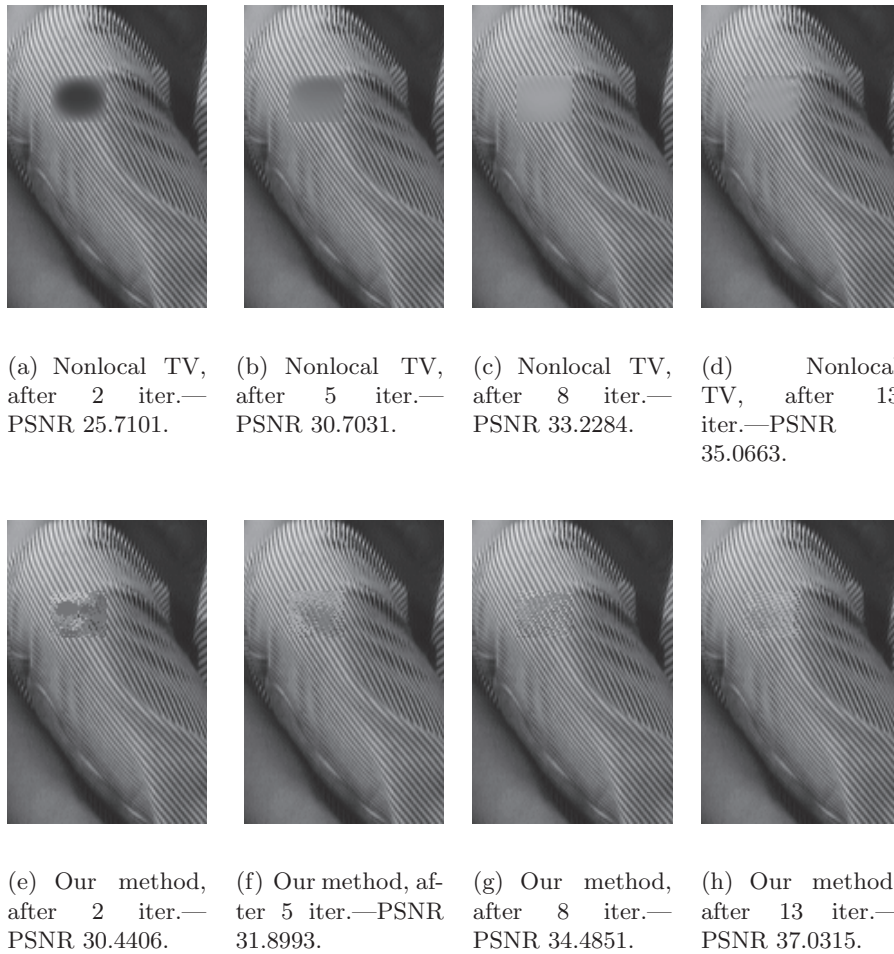 (a) Nonlocal TV,
after 2 iter.—
PSNR 25.7101.
(b) Nonlocal TV,
after 5 iter.—
PSNR 30.7031.
(c) Nonlocal TV,
after 8 iter.—
PSNR 33.2284.
(d) Nonlocal
TV, after 13
iter.—PSNR
35.0663.
(e) Our method,
after 2 iter.—
PSNR 30.4406.
(f) Our method, af-
ter 5 iter.—PSNR
31.8993.
(g) Our method,
after 8 iter.—
PSNR 34.4851.
(h) Our method
after 13 iter.—
PSNR 37.0315.